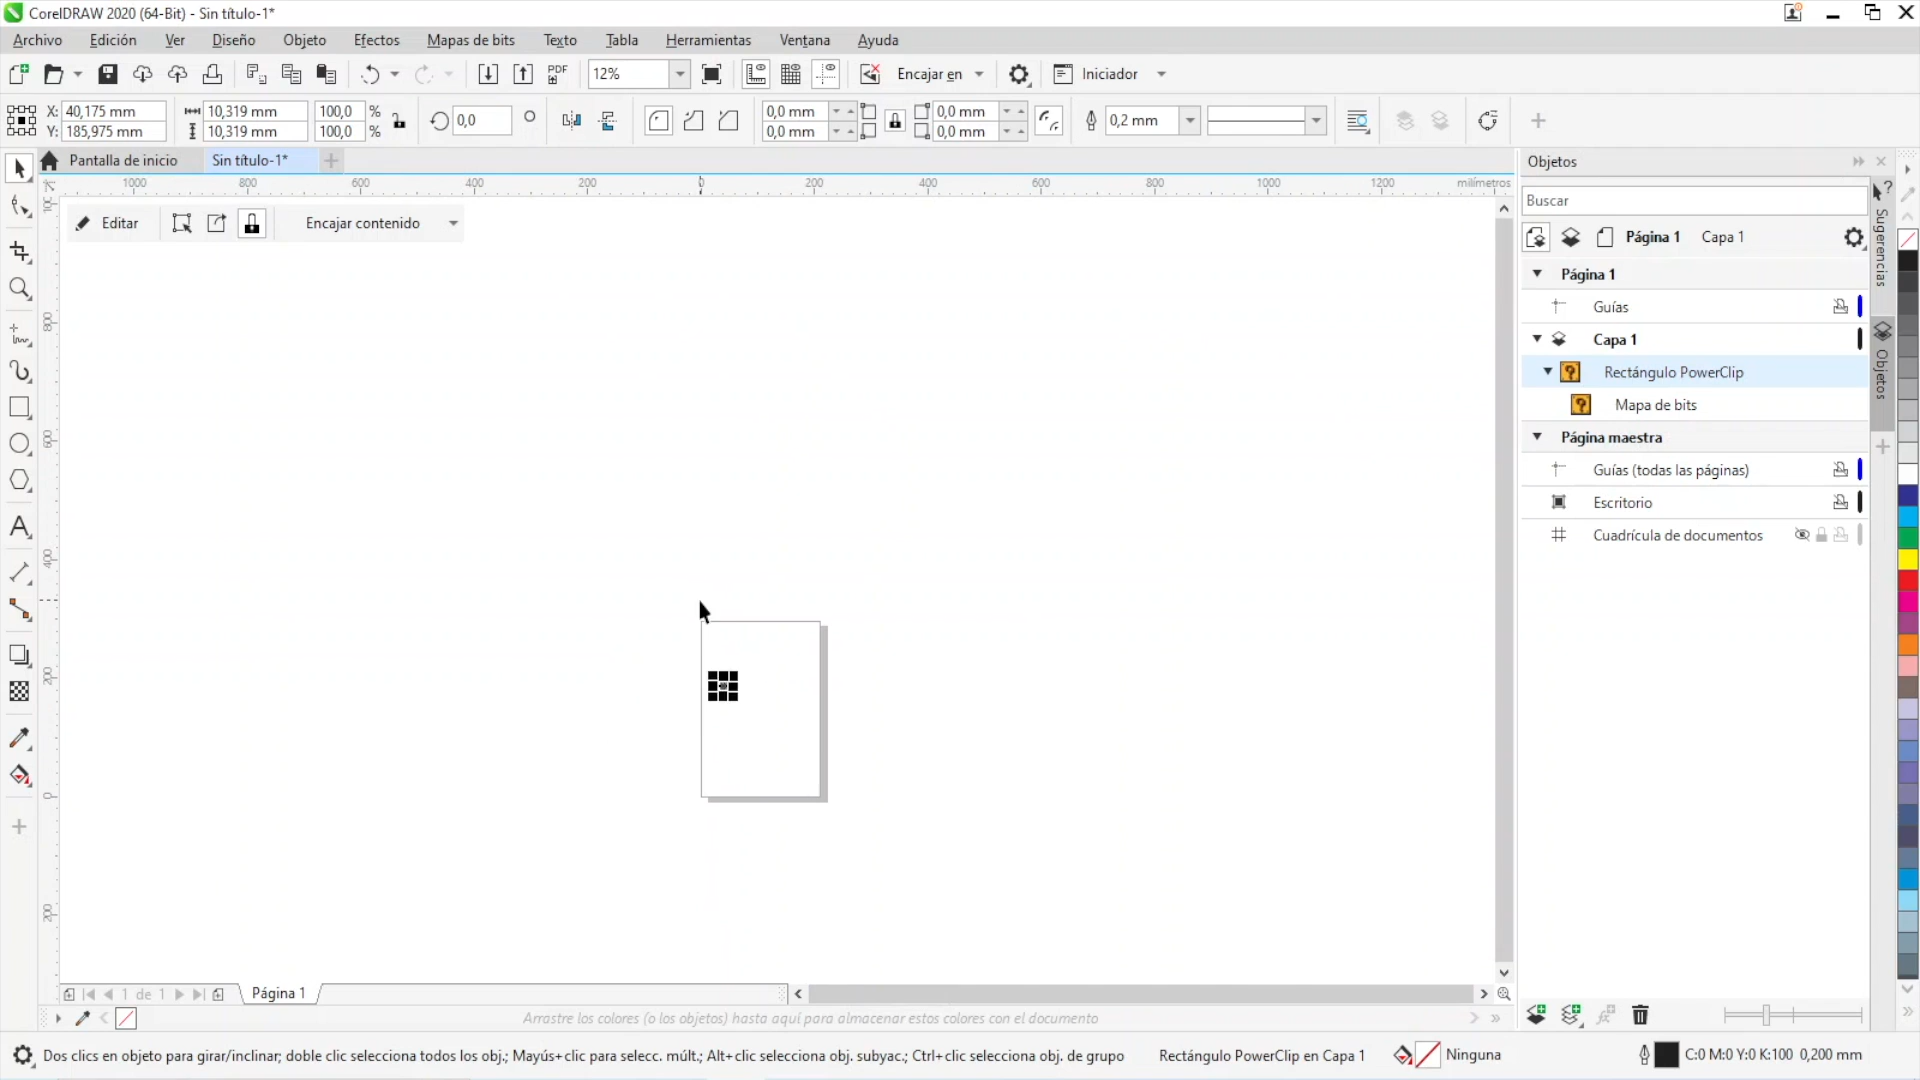 CorelDRAW 2020 (64-Bit) - Sin título-1*
Archivo Edición Ver Diseño Objeto Efectos Mapas de bits Texto Tabla Herramientas Ventana Ayuda
PDF 12% Encajar en Iniciador
X: 40,175 mm 10,319 mm 100,0 % 0,0 0,0 mm 0,0 mm 0,2 mm
Y: 185,975 mm 10,319 mm 100,0 % 0,0 mm 0,0 mm
Pantalla de inicio Sin título-1*
1000 800 600 400 200 0 200 400 600 800 1000 1200 milímetros
Editar Encajar contenido
800
600
400
200
0
200
Objetos
Buscar
Página 1 Capa 1
Página 1
Guías
Capa 1
Rectángulo PowerClip
Mapa de bits
Página maestra
Guías (todas las páginas)
Escritorio
Cuadrícula de documentos
Sugerencias
Objetos
1 de 1 Página 1
Arrastre los colores (o los objetos) hasta aquí para almacenar estos colores con el documento
Dos clics en objeto para girar/inclinar; doble clic selecciona todos los obj.; Mayús+clic para selecc. múlt.; Alt+clic selecciona obj. subyac.; Ctrl+clic selecciona obj. de grupo Rectángulo PowerClip en Capa 1 Ninguna C:0 M:0 Y:0 K:100 0,200 mm